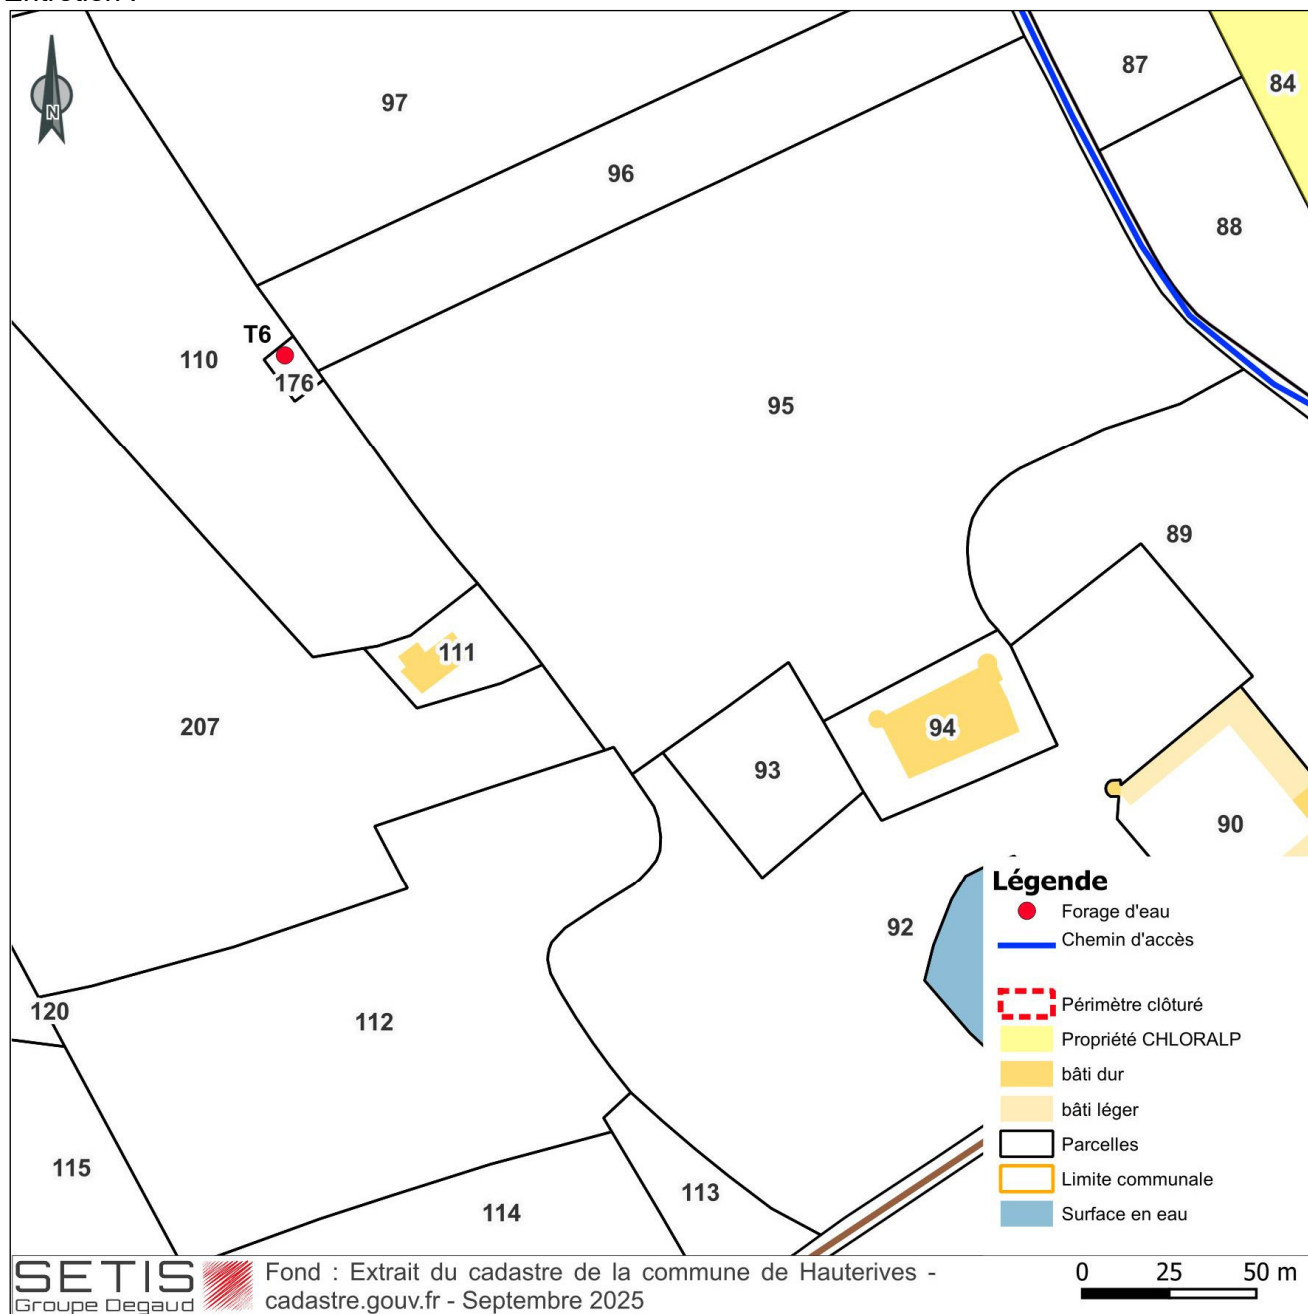 Entretien :
97
87
84
96
88
T6
110
176
95
89
111
207
94
93
90
92
120
112
115
113
114
N
Légende
Forage d'eau
Chemin d'accès
Périmètre clôturé
Propriété CHLORALP
bâti dur
bâti léger
Parcelles
Limite communale
Surface en eau
SETIS
Groupe Degaud
Fond : Extrait du cadastre de la commune de Hauterives -
cadastre.gouv.fr - Septembre 2025
0 25 50 m